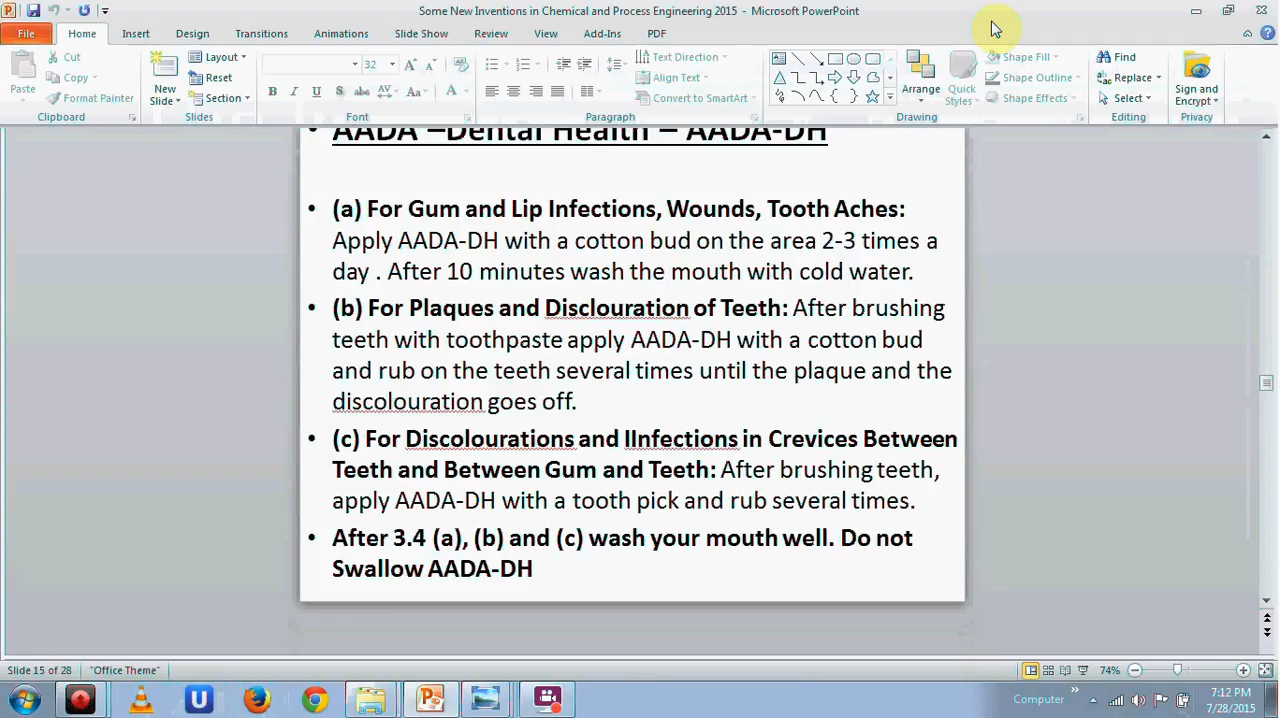 Some New Inventions in Chemical and Process Engineering 2015 - Microsoft PowerPoint
File Home Insert Design Transitions Animations Slide Show Review View Add-Ins PDF
Paste
Cut
Copy
Format Painter
Clipboard
New Slide
Layout
Reset
Section
Slides
32
Font
Text Direction
Align Text
Convert to SmartArt
Paragraph
Arrange
Quick Styles
Shape Fill
Shape Outline
Shape Effects
Drawing
Find
Replace
Select
Editing
Sign and Encrypt
Privacy
AADA –Dental Health – AADA-DH
• (a) For Gum and Lip Infections, Wounds, Tooth Aches:
Apply AADA-DH with a cotton bud on the area 2-3 times a
day . After 10 minutes wash the mouth with cold water.
• (b) For Plaques and Disclouration of Teeth: After brushing
teeth with toothpaste apply AADA-DH with a cotton bud
and rub on the teeth several times until the plaque and the
discolouration goes off.
• (c) For Discolourations and IInfections in Crevices Between
Teeth and Between Gum and Teeth: After brushing teeth,
apply AADA-DH with a tooth pick and rub several times.
• After 3.4 (a), (b) and (c) wash your mouth well. Do not
Swallow AADA-DH
Slide 15 of 28 "Office Theme" 74%
Computer
7:12 PM
7/28/2015